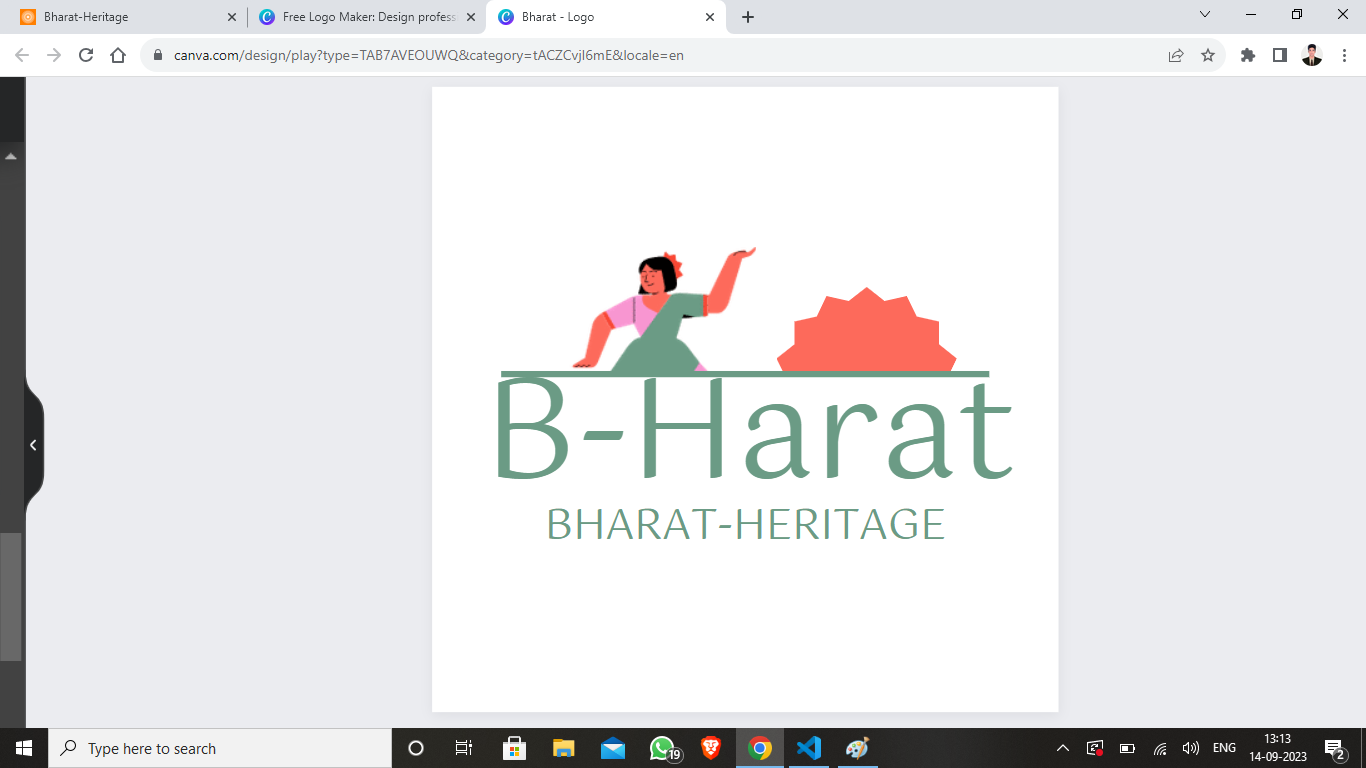 Bharat-Heritage
Free Logo Maker: Design profess
Bharat - Logo
canva.com/design/play?type=TAB7AVEOUWQ&category=tACZCvjI6mE&locale=en
B-Harat
BHARAT-HERITAGE
Type here to search
19
ENG
13:13
14-09-2023
2